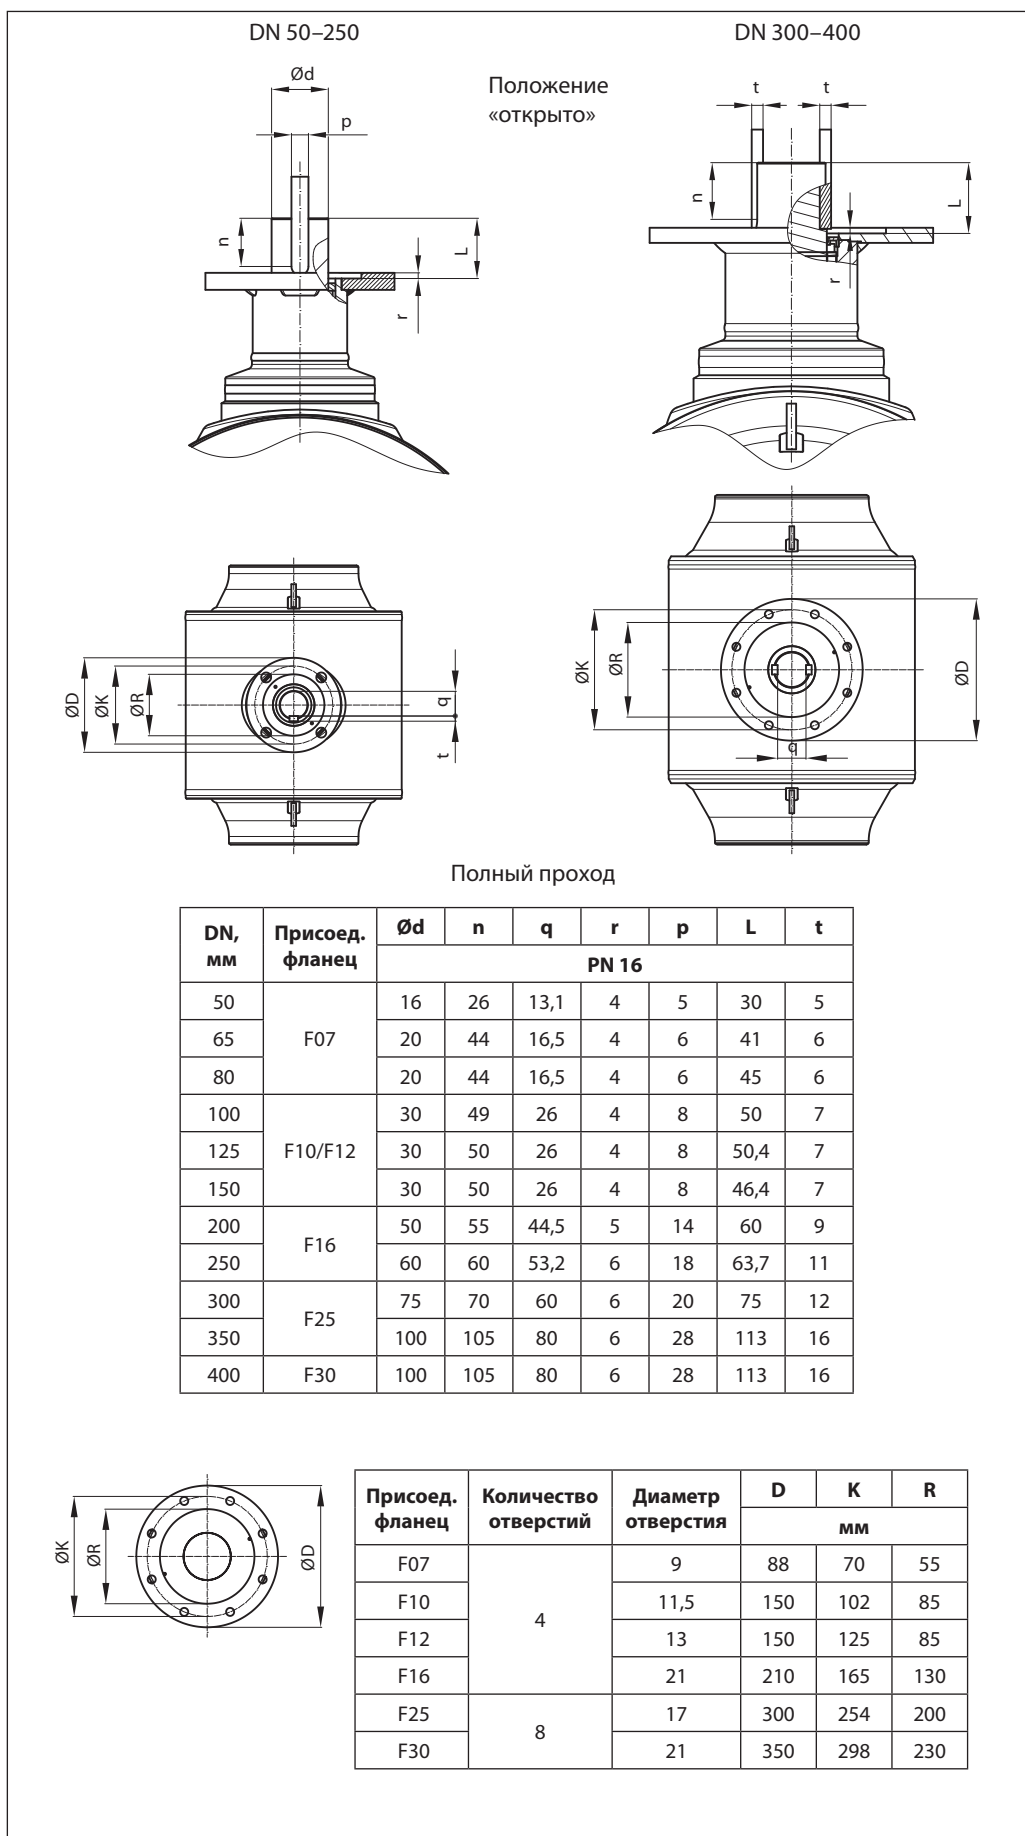 DN 50–250
DN 300–400
Положение
«открыто»
Ød
p
n
L
r
t
t
n
L
r
ØD
ØK
ØR
q
t
ØK
ØR
ØD
q
Полный проход
DN, мм Присоед. фланец Ød n q r p L t
PN 16
50 F07 16 26 13,1 4 5 30 5
65 20 44 16,5 4 6 41 6
80 20 44 16,5 4 6 45 6
100 F10/F12 30 49 26 4 8 50 7
125 30 50 26 4 8 50,4 7
150 30 50 26 4 8 46,4 7
200 F16 50 55 44,5 5 14 60 9
250 60 60 53,2 6 18 63,7 11
300 F25 75 70 60 6 20 75 12
350 100 105 80 6 28 113 16
400 F30 100 105 80 6 28 113 16
ØK
ØR
ØD
Присоед. фланец Количество отверстий Диаметр отверстия D K R
мм
F07 4 9 88 70 55
F10 11,5 150 102 85
F12 13 150 125 85
F16 21 210 165 130
F25 8 17 300 254 200
F30 21 350 298 230